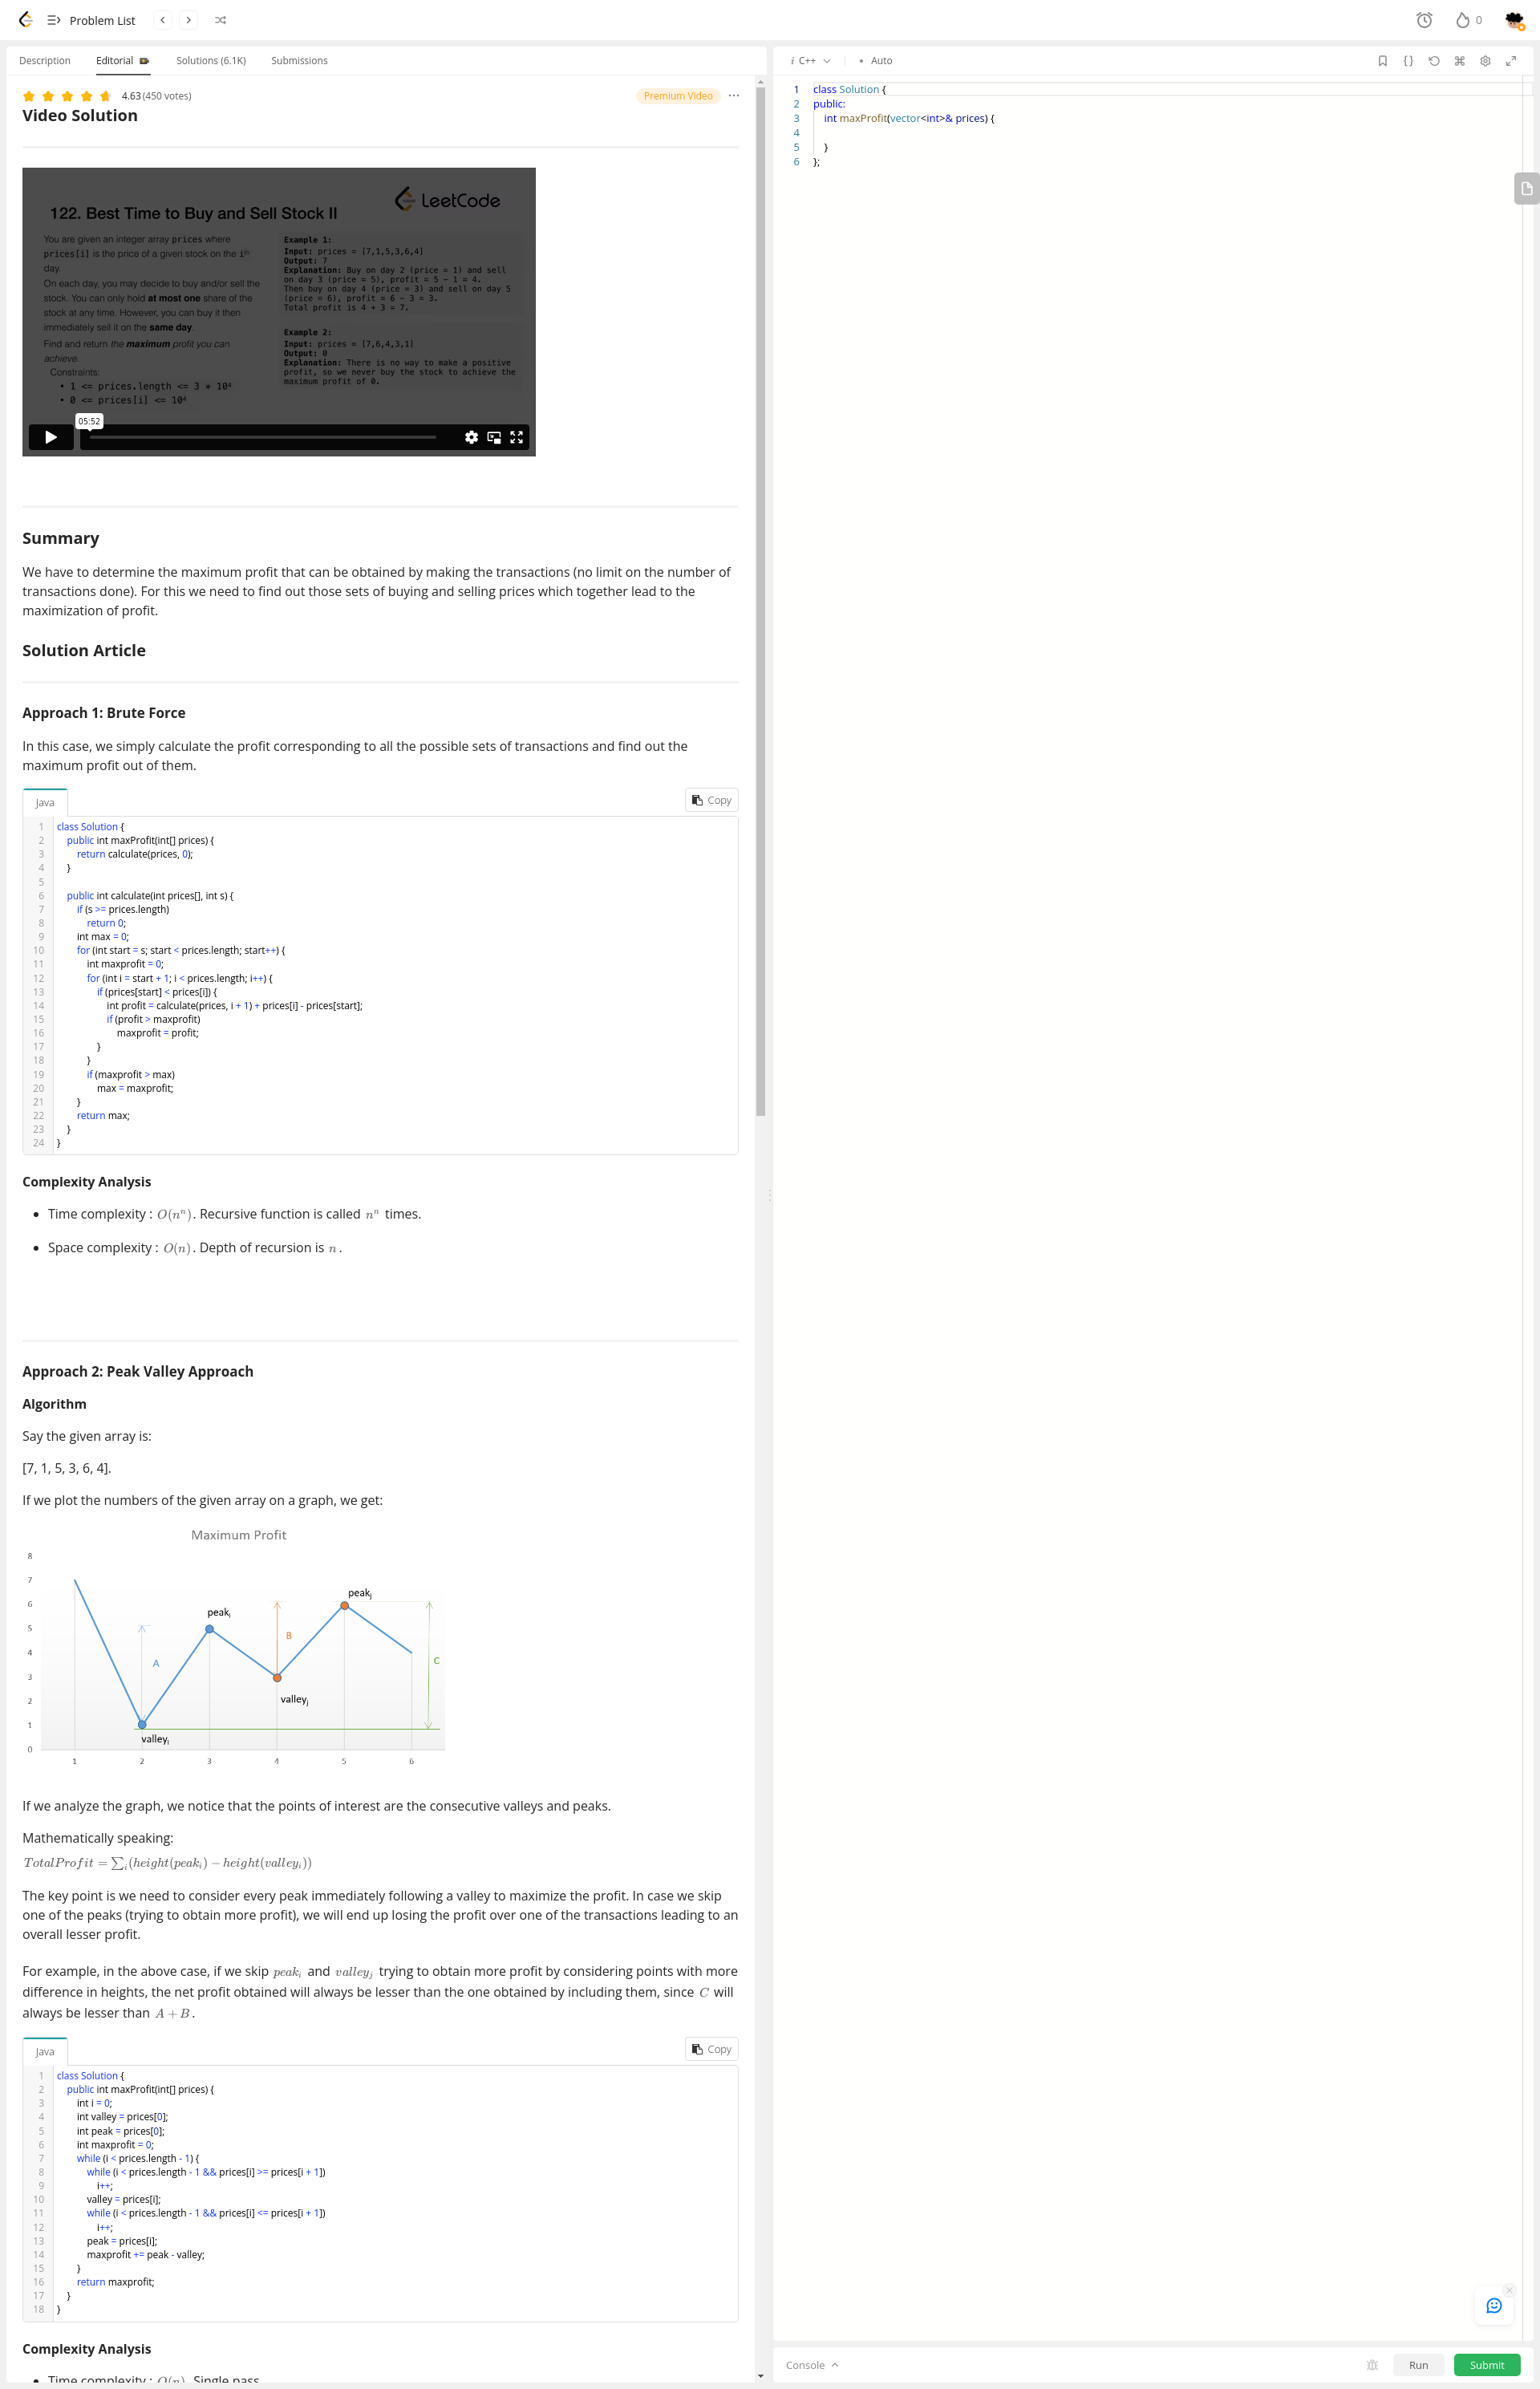 Problem List
0
Description
Editorial
Solutions (6.1K)
Submissions
4.63 (450 votes)
Premium Video
Video Solution
LeetCode
122. Best Time to Buy and Sell Stock II
You are given an integer array prices where
prices[i] is the price of a given stock on the iᵗʰ
day.
On each day, you may decide to buy and/or sell the
stock. You can only hold at most one share of the
stock at any time. However, you can buy it then
immediately sell it on the same day.
Find and return the maximum profit you can
achieve.
Constraints:
• 1 <= prices.length <= 3 * 10⁴
• 0 <= prices[i] <= 10⁴
Example 1:
Input: prices = [7,1,5,3,6,4]
Output: 7
Explanation: Buy on day 2 (price = 1) and sell
on day 3 (price = 5), profit = 5 - 1 = 4.
Then buy on day 4 (price = 3) and sell on day 5
(price = 6), profit = 6 - 3 = 3.
Total profit is 4 + 3 = 7.
Example 2:
Input: prices = [7,6,4,3,1]
Output: 0
Explanation: There is no way to make a positive
profit, so we never buy the stock to achieve the
maximum profit of 0.
05:52
Summary
We have to determine the maximum profit that can be obtained by making the transactions (no limit on the number of
transactions done). For this we need to find out those sets of buying and selling prices which together lead to the
maximization of profit.
Solution Article
Approach 1: Brute Force
In this case, we simply calculate the profit corresponding to all the possible sets of transactions and find out the
maximum profit out of them.
Java
Copy
1 class Solution {
2 public int maxProfit(int[] prices) {
3 return calculate(prices, 0);
4 }
5
6 public int calculate(int prices[], int s) {
7 if (s >= prices.length)
8 return 0;
9 int max = 0;
10 for (int start = s; start < prices.length; start++) {
11 int maxprofit = 0;
12 for (int i = start + 1; i < prices.length; i++) {
13 if (prices[start] < prices[i]) {
14 int profit = calculate(prices, i + 1) + prices[i] - prices[start];
15 if (profit > maxprofit)
16 maxprofit = profit;
17 }
18 }
19 if (maxprofit > max)
20 max = maxprofit;
21 }
22 return max;
23 }
24 }
Complexity Analysis
• Time complexity : O(nⁿ). Recursive function is called nⁿ times.
• Space complexity : O(n). Depth of recursion is n.
Approach 2: Peak Valley Approach
Algorithm
Say the given array is:
[7, 1, 5, 3, 6, 4].
If we plot the numbers of the given array on a graph, we get:
Maximum Profit
8
7
6
5
4
3
2
1
0
1 2 3 4 5 6
peakᵢ
peakⱼ
valleyᵢ
valleyⱼ
A
B
C
If we analyze the graph, we notice that the points of interest are the consecutive valleys and peaks.
Mathematically speaking:
TotalProfit = ∑ᵢ(height(peakᵢ) − height(valleyᵢ))
The key point is we need to consider every peak immediately following a valley to maximize the profit. In case we skip
one of the peaks (trying to obtain more profit), we will end up losing the profit over one of the transactions leading to an
overall lesser profit.
For example, in the above case, if we skip peakᵢ and valleyⱼ trying to obtain more profit by considering points with more
difference in heights, the net profit obtained will always be lesser than the one obtained by including them, since C will
always be lesser than A + B.
Java
Copy
1 class Solution {
2 public int maxProfit(int[] prices) {
3 int i = 0;
4 int valley = prices[0];
5 int peak = prices[0];
6 int maxprofit = 0;
7 while (i < prices.length - 1) {
8 while (i < prices.length - 1 && prices[i] >= prices[i + 1])
9 i++;
10 valley = prices[i];
11 while (i < prices.length - 1 && prices[i] <= prices[i + 1])
12 i++;
13 peak = prices[i];
14 maxprofit += peak - valley;
15 }
16 return maxprofit;
17 }
18 }
Complexity Analysis
• Time complexity : O(n). Single pass.
i C++
• Auto
1 class Solution {
2 public:
3 int maxProfit(vector<int>& prices) {
4
5 }
6 };
Console
Run
Submit